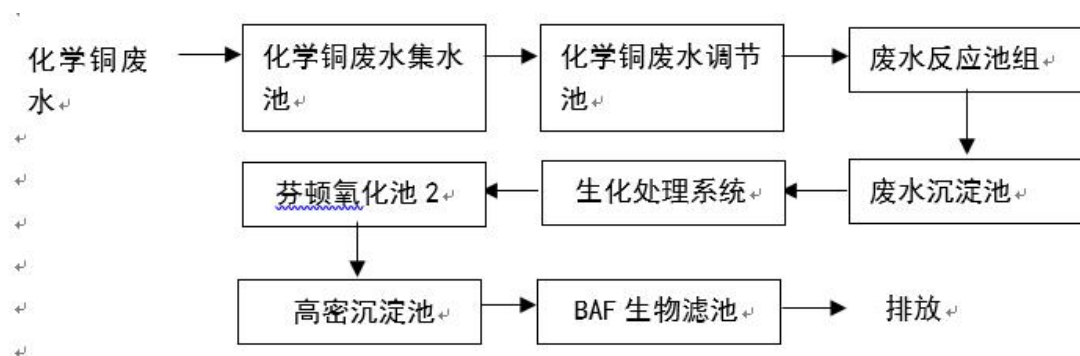 化学铜废
水
化学铜废水集水
池
化学铜废水调节
池
废水反应池组
废水沉淀池
生化处理系统
芬顿氧化池 2
高密沉淀池
BAF 生物滤池
排放